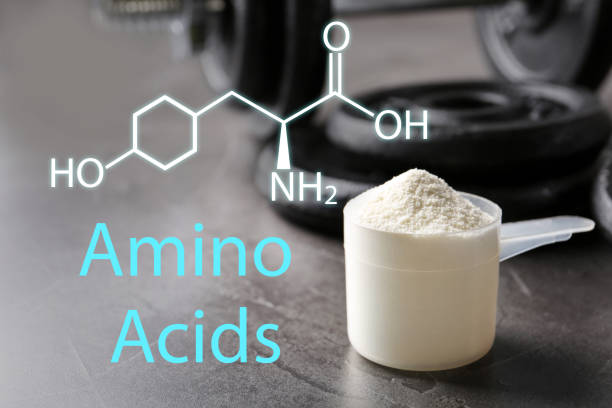 O
OH
HO
NH₂
Amino
Acids